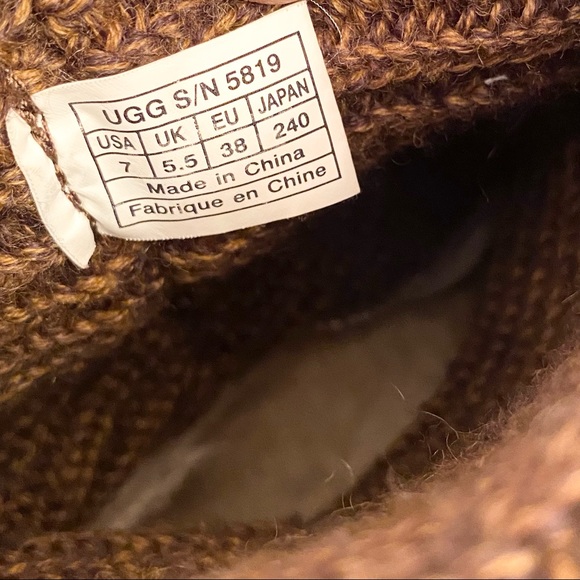 UGG S/N 5819
USA UK EU JAPAN
7 5.5 38 240
Made in China
Fabrique en Chine